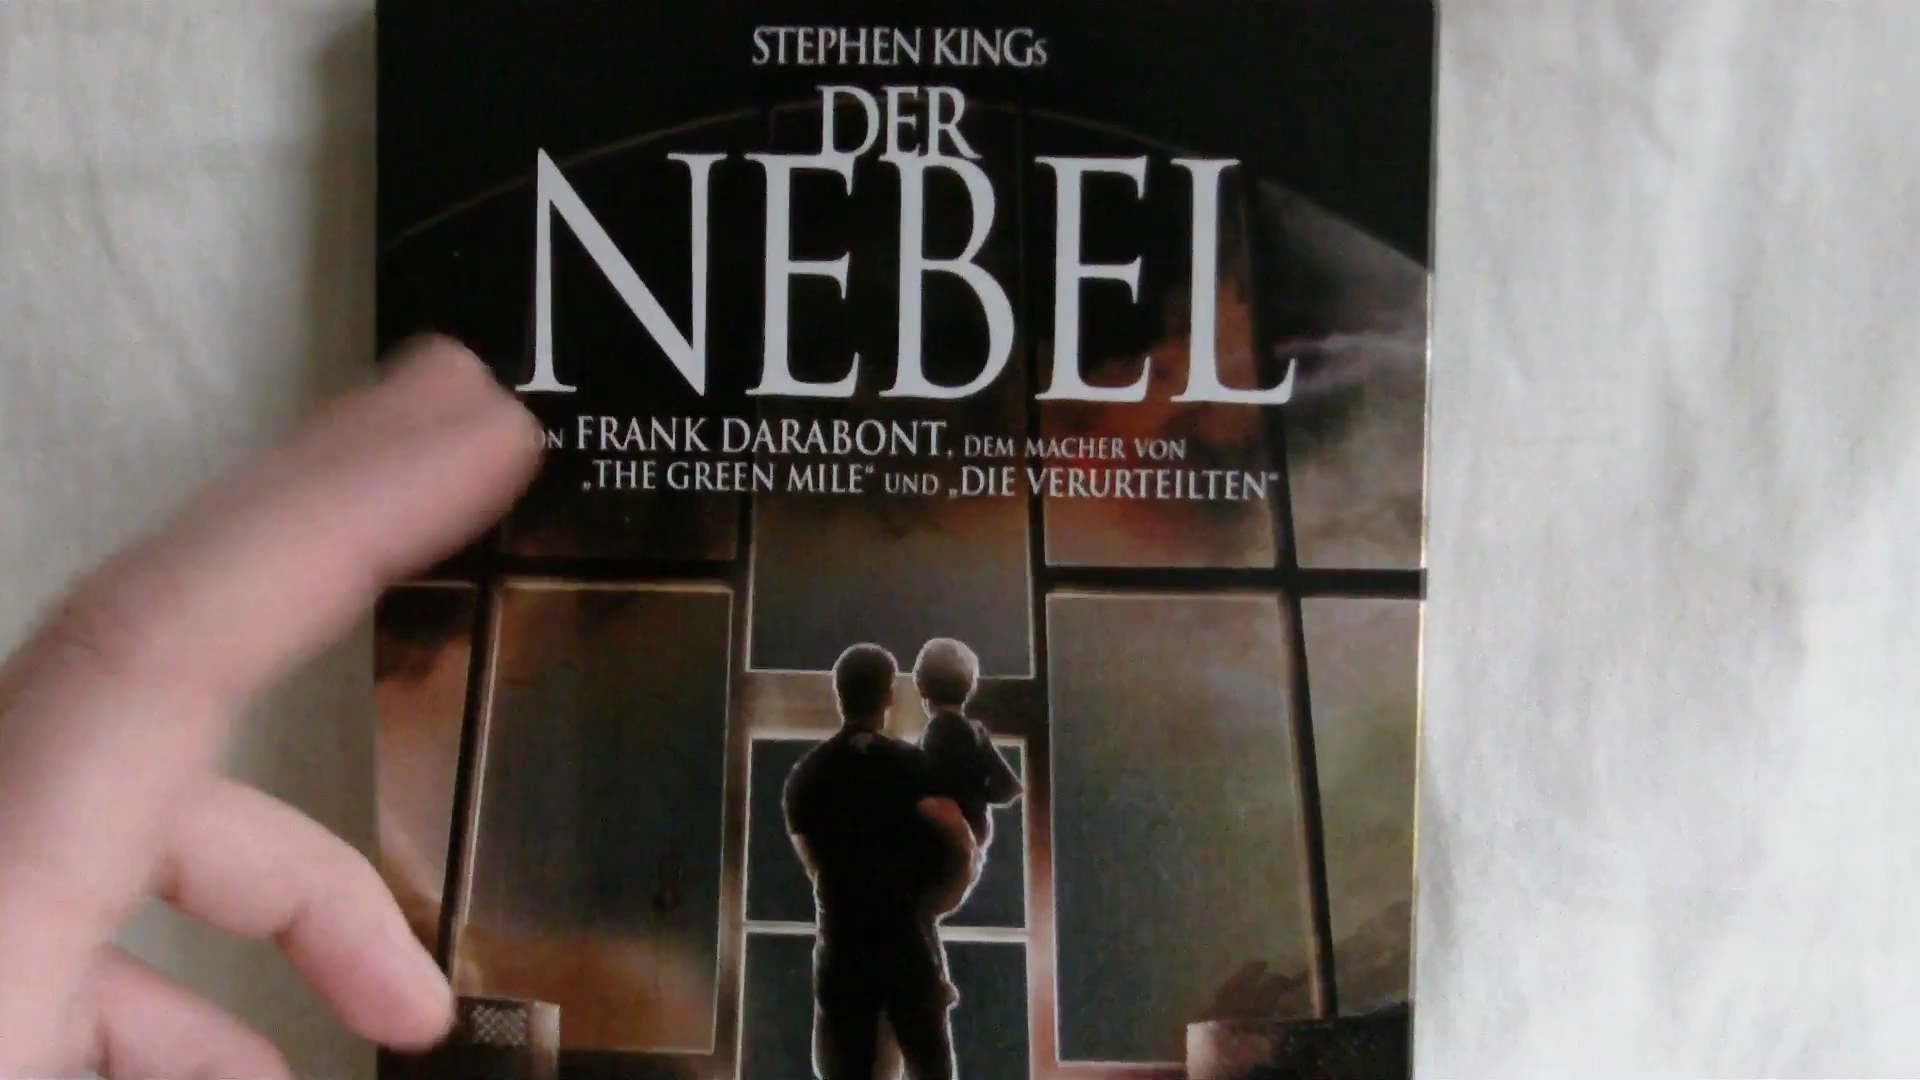 STEPHEN KINGs
DER
NEBEL
FRANK DARABONT, DEM MACHER VON
„THE GREEN MILE“ UND „DIE VERURTEILTEN“